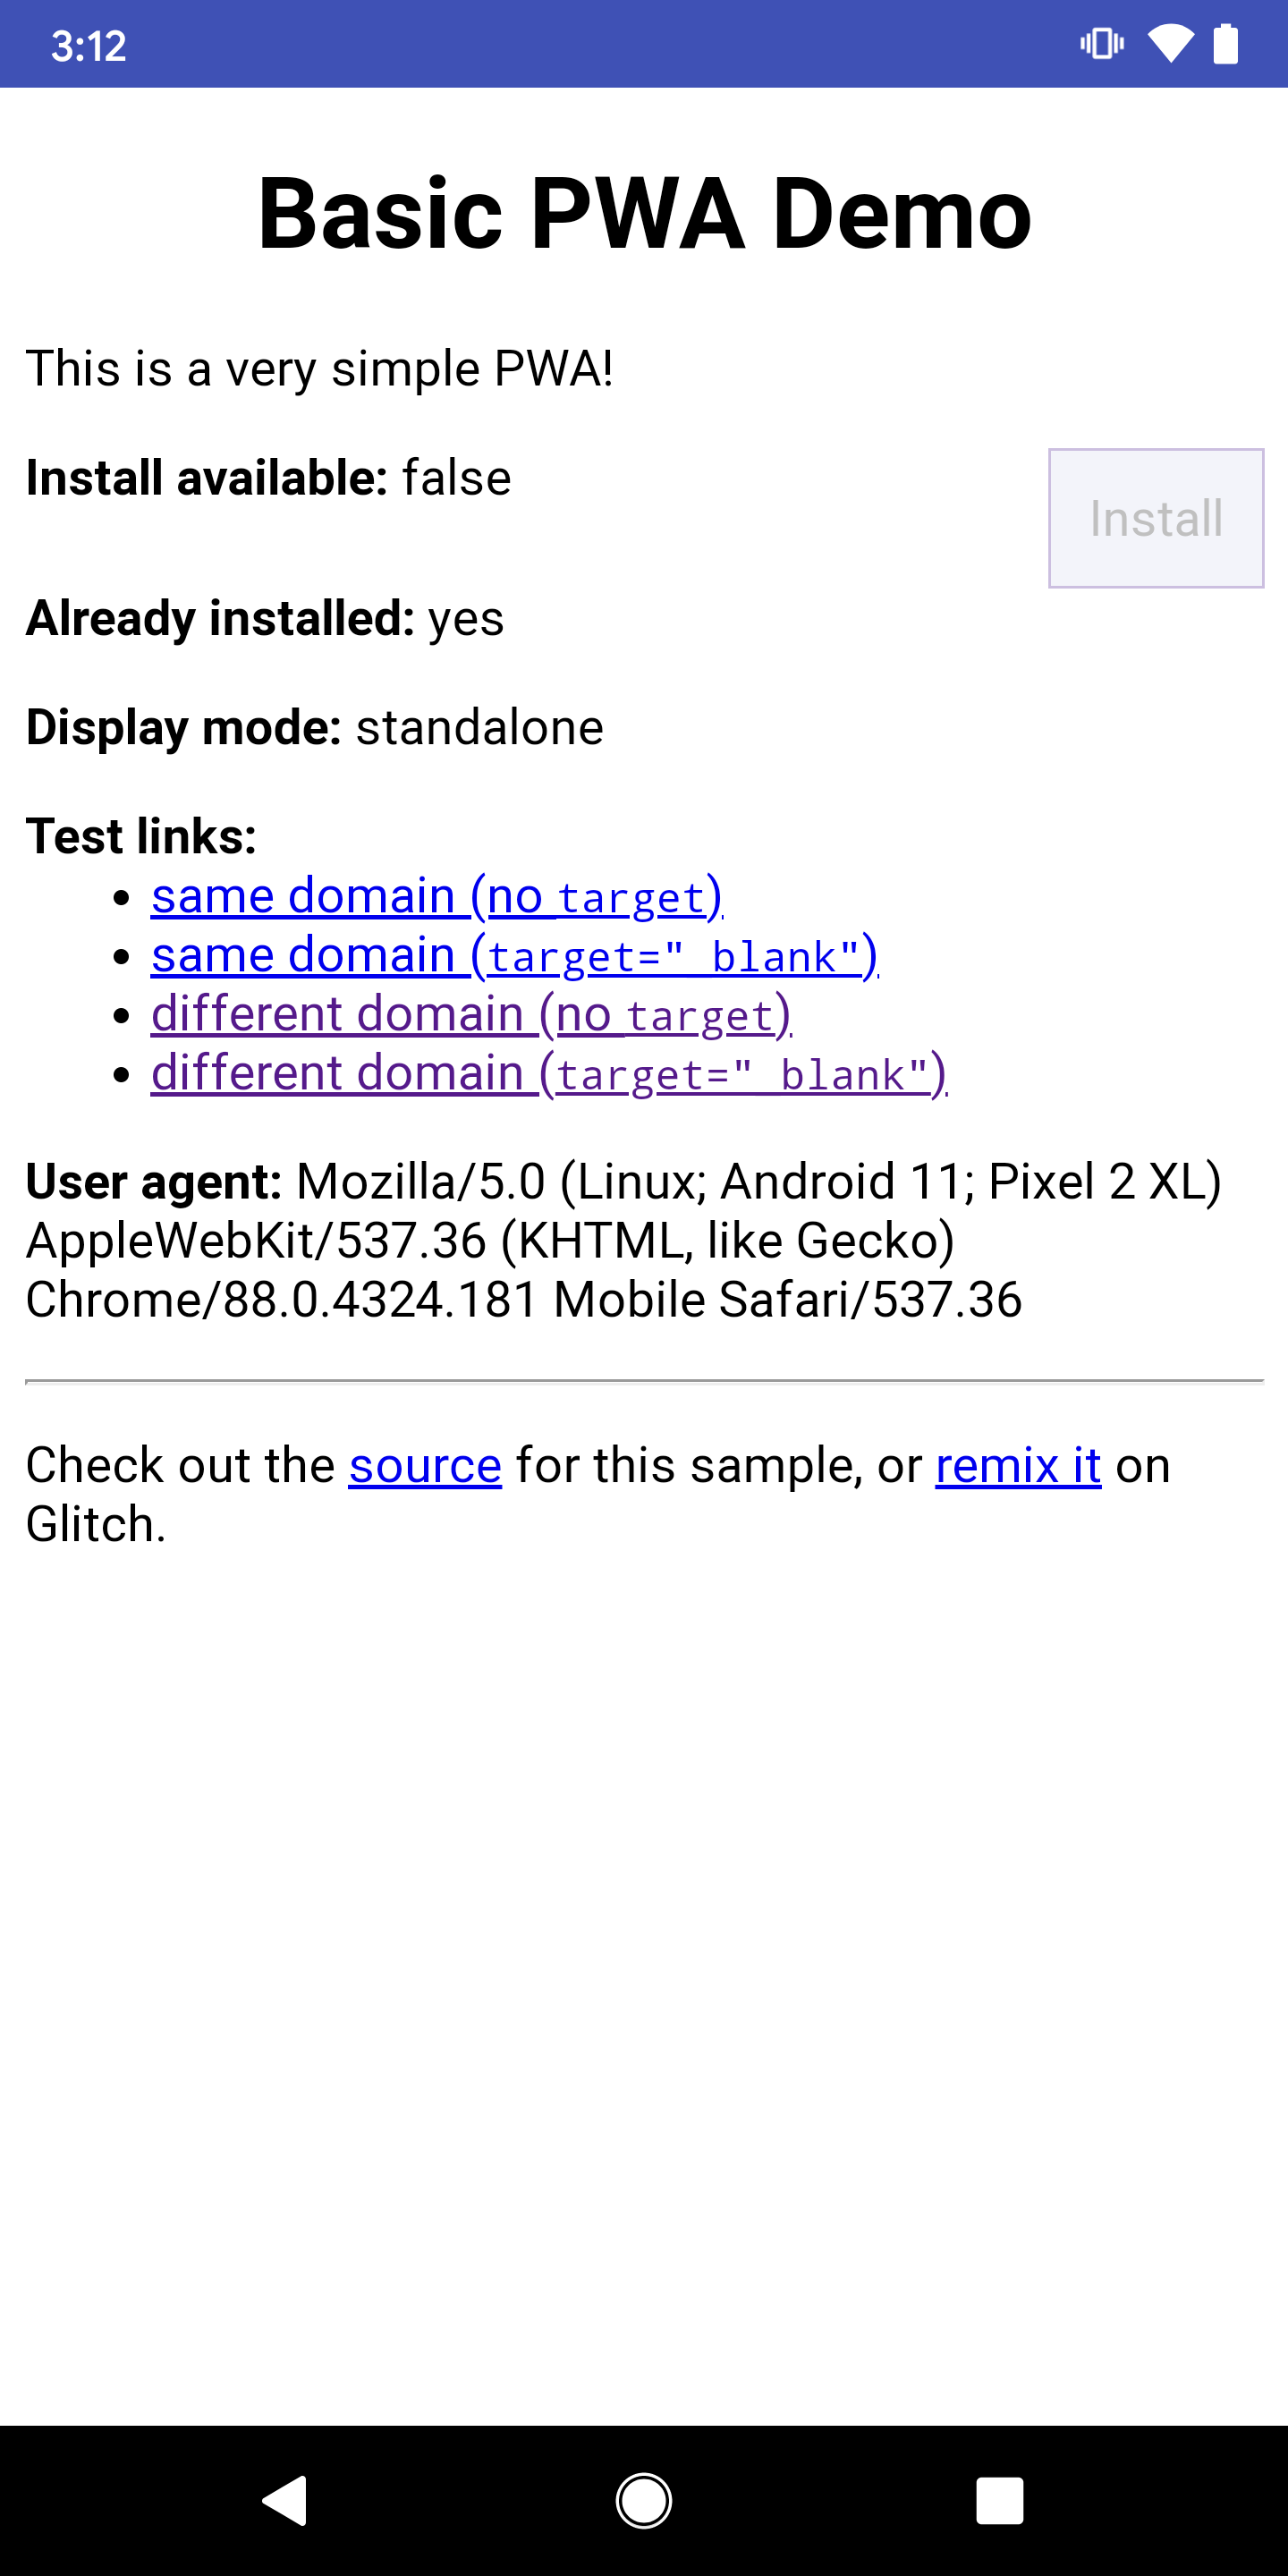 3:12
Basic PWA Demo
This is a very simple PWA!
Install available: false
Install
Already installed: yes
Display mode: standalone
Test links:
• same domain (no target)
• same domain (target="_blank")
• different domain (no target)
• different domain (target="_blank")
User agent: Mozilla/5.0 (Linux; Android 11; Pixel 2 XL)
AppleWebKit/537.36 (KHTML, like Gecko)
Chrome/88.0.4324.181 Mobile Safari/537.36
Check out the source for this sample, or remix it on
Glitch.